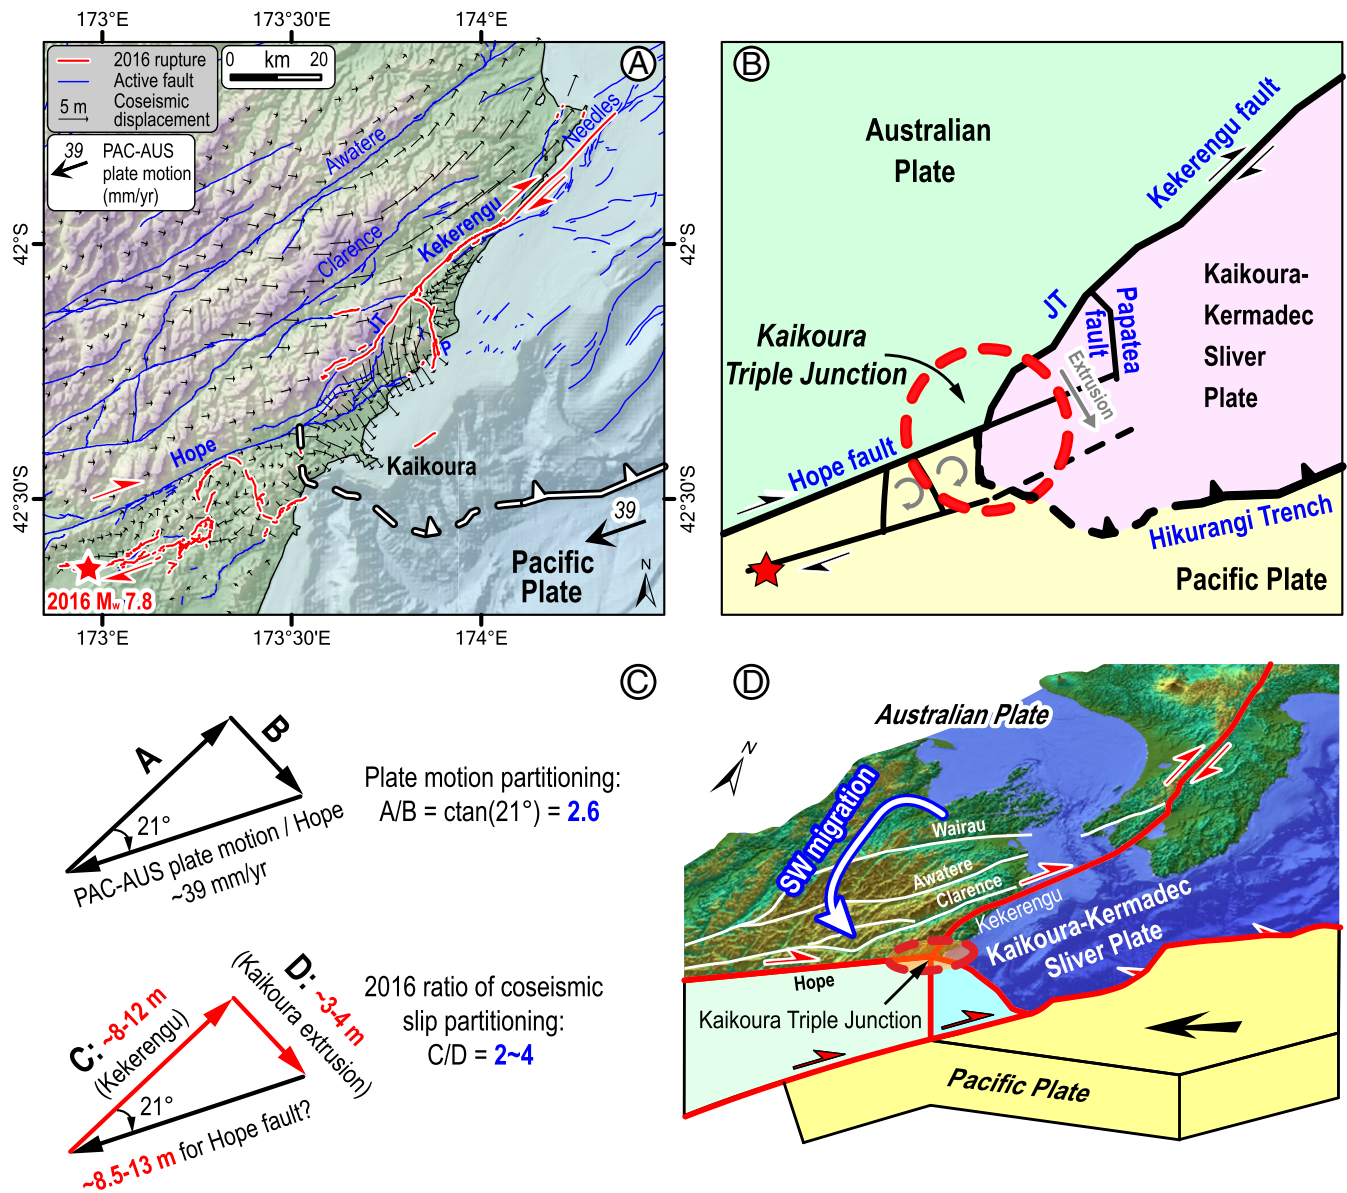 173°E
173°30'E
174°E
A
2016 rupture
Active fault
5 m
Coseismic
displacement
0 km 20
39
PAC-AUS
plate motion
(mm/yr)
Awatere
Needles
Clarence
Kekerengu
JT
P
Hope
Kaikoura
39
Pacific
Plate
N
2016 Mw 7.8
42°S
42°30'S
42°S
42°30'S
173°E
173°30'E
174°E
B
Australian
Plate
Kekerengu fault
Kaikoura-
Kermadec
Sliver
Plate
JT
Papatea
fault
Kaikoura
Triple Junction
Extrusion
Hope fault
Hikurangi Trench
Pacific Plate
C
A
B
21°
PAC-AUS plate motion / Hope
~39 mm/yr
Plate motion partitioning:
A/B = ctan(21°) = 2.6
C: ~8-12 m
(Kekerengu)
D: ~3-4 m
(Kaikoura extrusion)
21°
~8.5-13 m for Hope fault?
2016 ratio of coseismic
slip partitioning:
C/D = 2~4
D
Australian Plate
N
SW migration
Wairau
Awatere
Clarence
Kekerengu
Kaikoura-Kermadec
Sliver Plate
Hope
Kaikoura Triple Junction
Pacific Plate